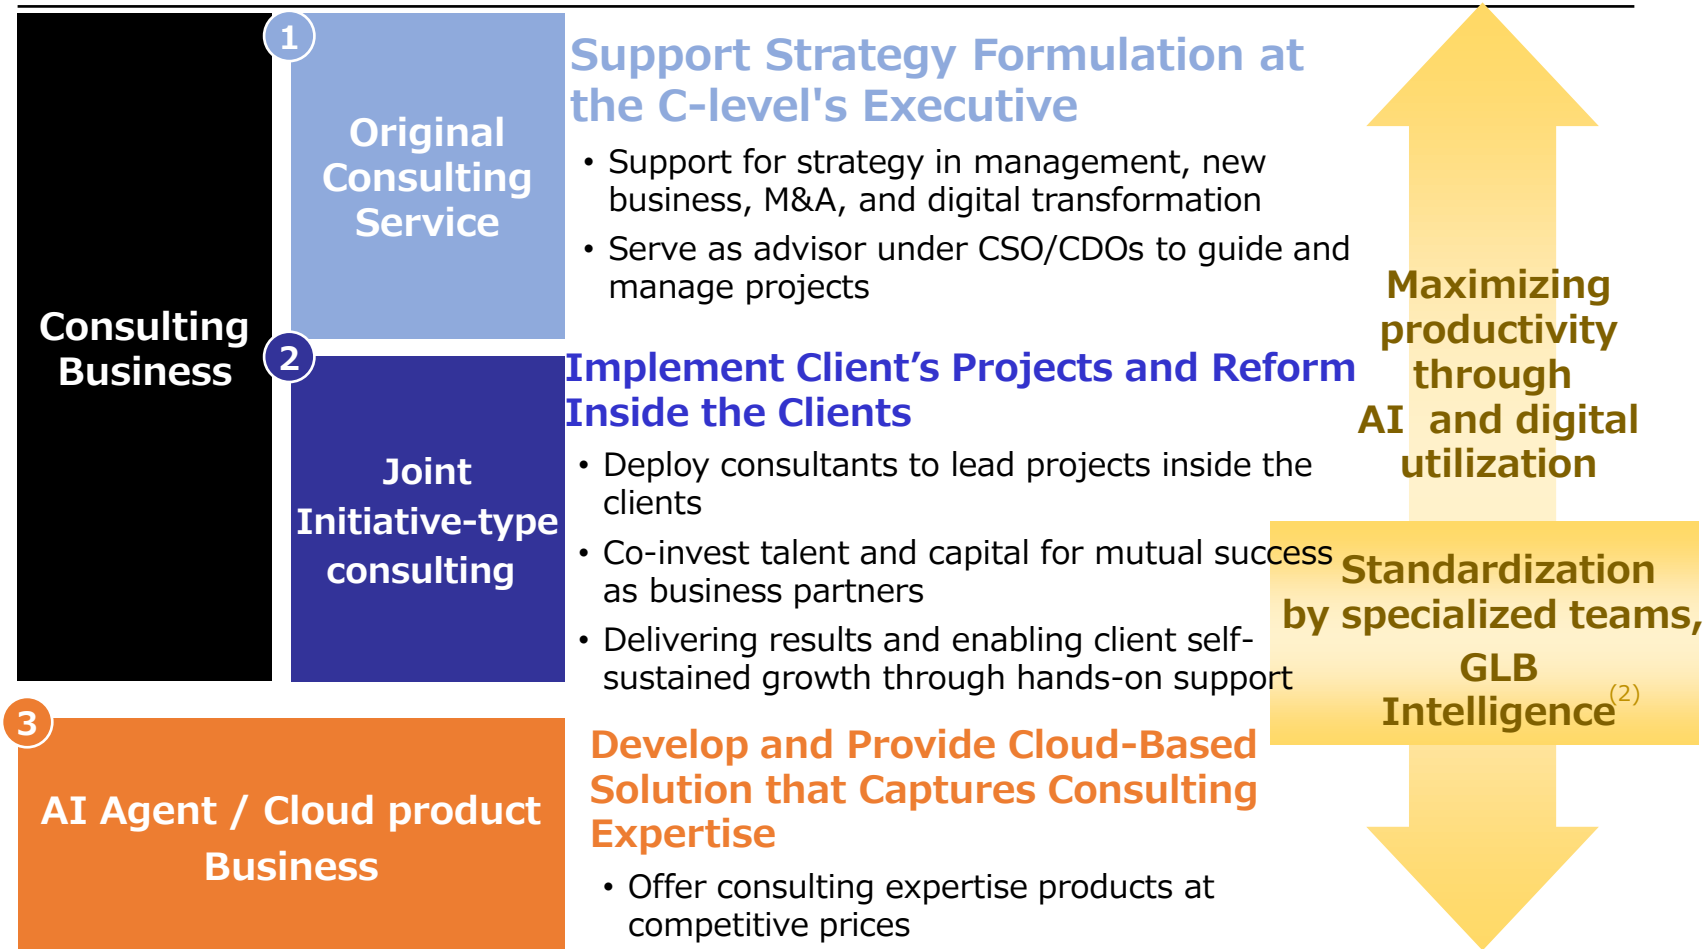 Consulting
Business
1
Original
Consulting
Service
Support Strategy Formulation at
the C-level's Executive
• Support for strategy in management, new
business, M&A, and digital transformation
• Serve as advisor under CSO/CDOs to guide and
manage projects
2
Joint
Initiative-type
consulting
Implement Client’s Projects and Reform
Inside the Clients
• Deploy consultants to lead projects inside the
clients
• Co-invest talent and capital for mutual success
as business partners
• Delivering results and enabling client self-
sustained growth through hands-on support
3
AI Agent / Cloud product
Business
Develop and Provide Cloud-Based
Solution that Captures Consulting
Expertise
• Offer consulting expertise products at
competitive prices
Maximizing
productivity
through
AI and digital
utilization
Standardization
by specialized teams,
GLB
Intelligence(2)